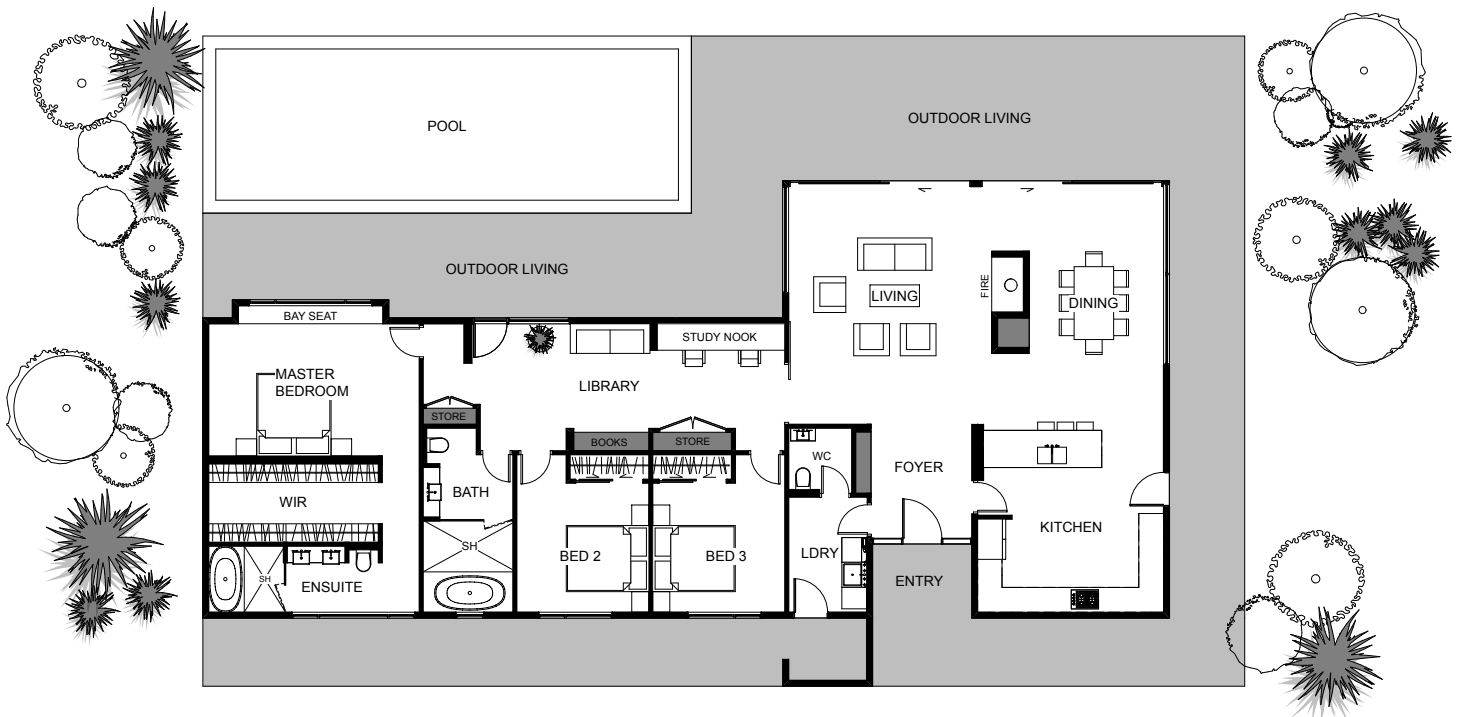 POOL
OUTDOOR LIVING
OUTDOOR LIVING
BAY SEAT
STUDY NOOK
LIVING
FIRE
DINING
MASTER
BEDROOM
LIBRARY
STORE
BOOKS
STORE
WC
FOYER
WIR
BATH
KITCHEN
SH
BED 2
BED 3
LDRY
SH
ENSUITE
ENTRY